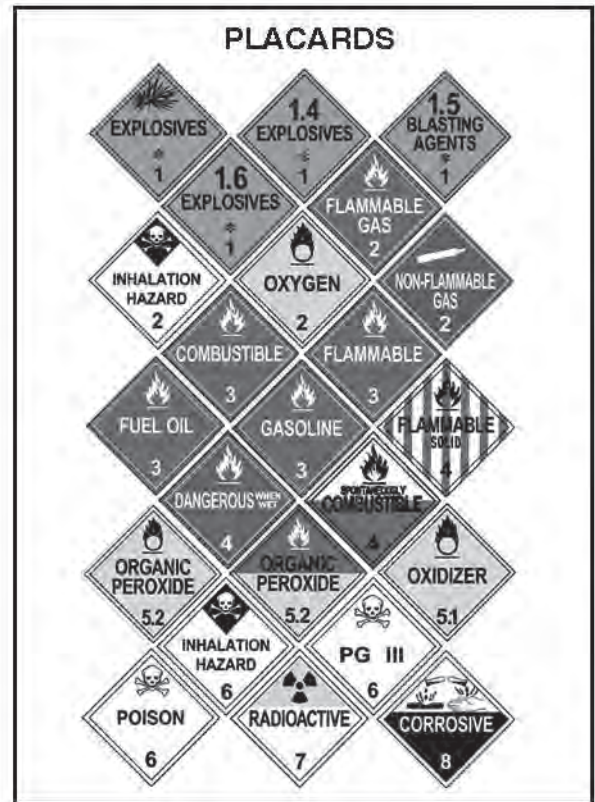 PLACARDS
EXPLOSIVES
*
1
1.4
EXPLOSIVES
*
1
1.5
BLASTING
AGENTS
*
1
1.6
EXPLOSIVES
*
1
FLAMMABLE
GAS
2
INHALATION
HAZARD
2
OXYGEN
2
NON-FLAMMABLE
GAS
2
COMBUSTIBLE
3
FLAMMABLE
3
FUEL OIL
3
GASOLINE
3
FLAMMABLE
SOLID
4
DANGEROUS WHEN
WET
4
SPONTANEOUSLY
COMBUSTIBLE
4
ORGANIC
PEROXIDE
5.2
ORGANIC
PEROXIDE
5.2
OXIDIZER
5.1
INHALATION
HAZARD
6
PG III
6
POISON
6
RADIOACTIVE
7
CORROSIVE
8